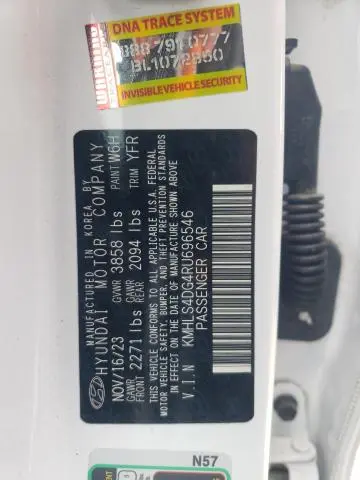 DNA TRACE SYSTEM
888 7910777
BL1072850
INVISIBLE VEHICLE SECURITY
MANUFACTURED IN KOREA BY
HYUNDAI MOTOR COMPANY
NOV/16/23 GVWR 3858 lbs PAINT W6H
GAWR FRONT 2271 lbs GAWR REAR 2094 lbs TRIM YFR
THIS VEHICLE CONFORMS TO ALL APPLICABLE U.S.A. FEDERAL
MOTOR VEHICLE SAFETY, BUMPER, AND THEFT PREVENTION STANDARDS
IN EFFECT ON THE DATE OF MANUFACTURE SHOWN ABOVE
V.I.N KMHLS4DG4RU696546
PASSENGER CAR
N57